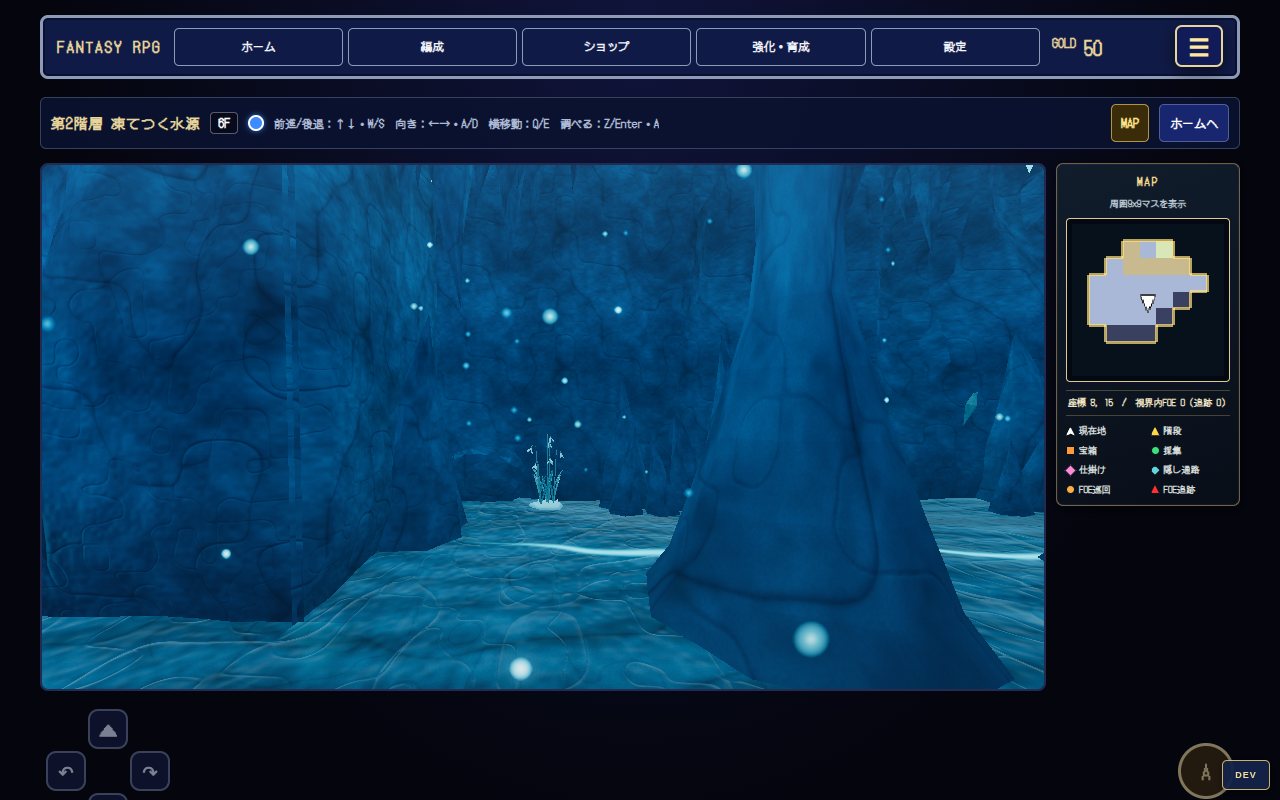 FANTASY RPG
ホーム
編成
ショップ
強化・育成
設定
GOLD 50
第2階層 凍てつく水源
6F
前進/後退：↑↓・W/S 向き：←→・A/D 横移動：Q/E 調べる：Z/Enter・A
MAP
ホームへ
MAP
周囲9x9マスを表示
座標 8, 15 / 視界内FOE 0 (追跡 0)
現在地
階段
宝箱
採集
仕掛け
隠し通路
FOE巡回
FOE追跡
A
DEV